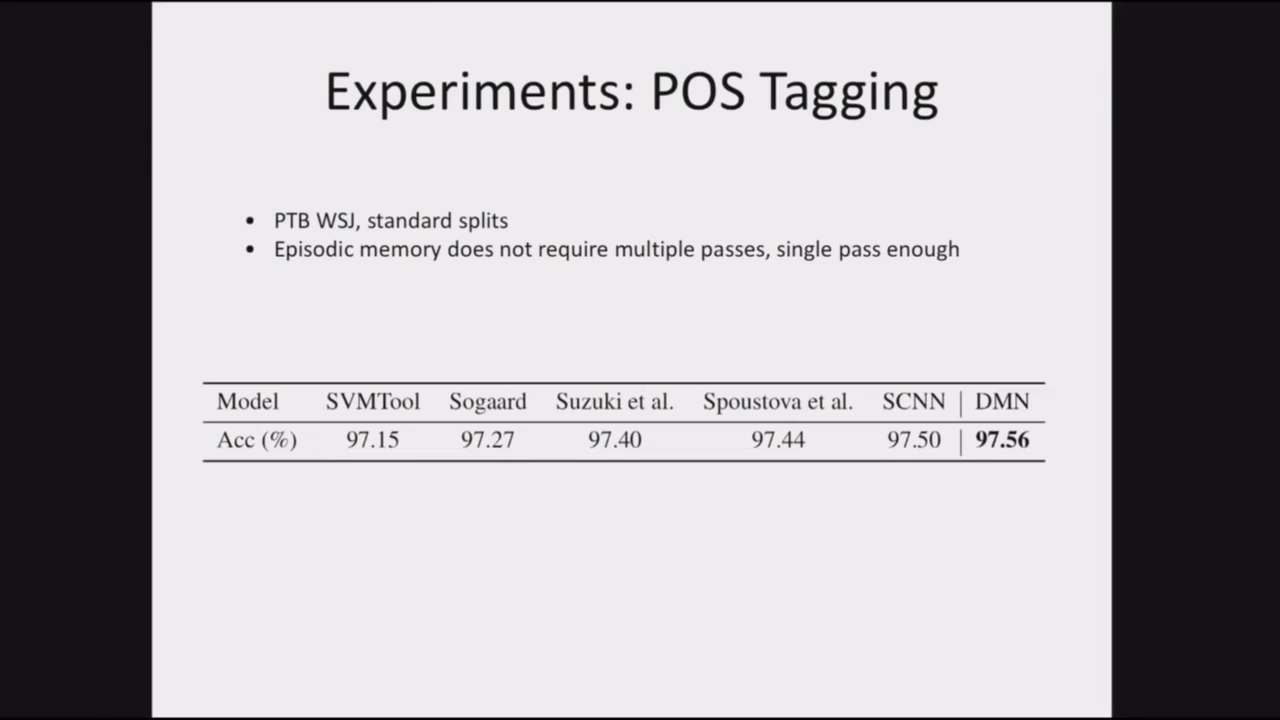 Experiments: POS Tagging
• PTB WSJ, standard splits
• Episodic memory does not require multiple passes, single pass enough
Model SVMTool Sogaard Suzuki et al. Spoustova et al. SCNN | DMN
Acc (%) 97.15 97.27 97.40 97.44 97.50 | 97.56